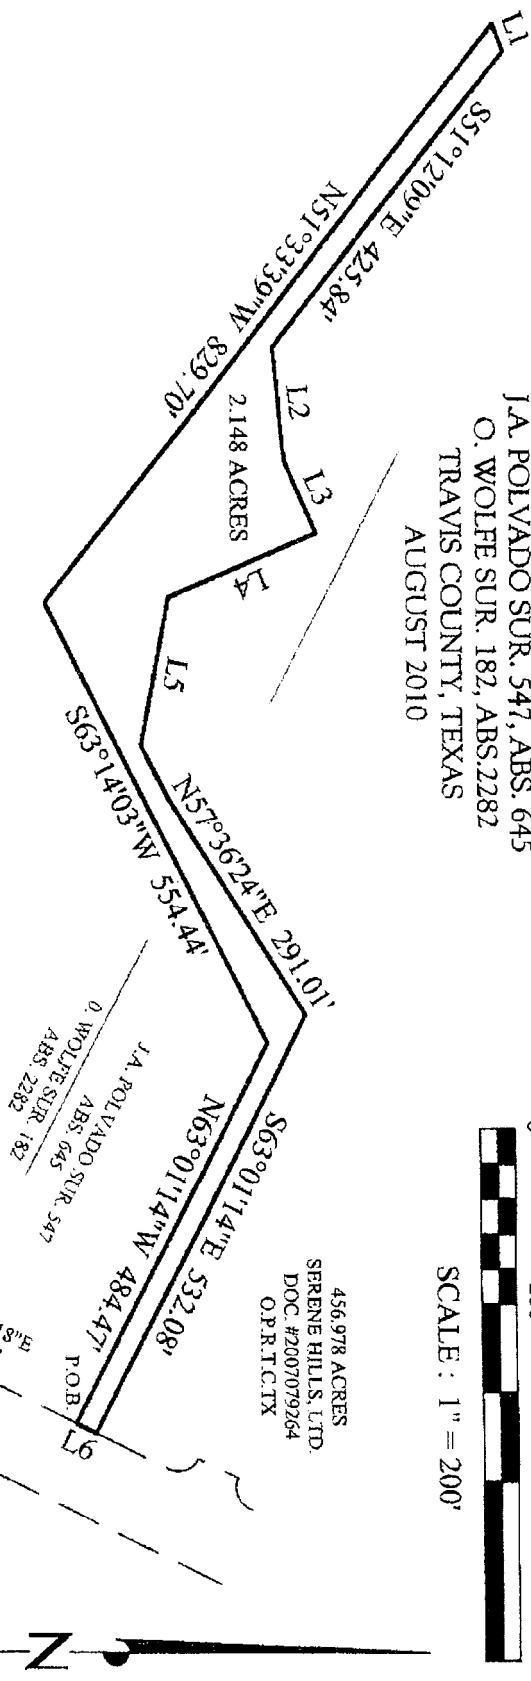 J.A. POLVADO SUR. 547, ABS. 645
O. WOLFE SUR. 182, ABS.2282
TRAVIS COUNTY, TEXAS
AUGUST 2010
L1
S51°12'09"E 425.84'
N51°33'39"W 829.70'
L2
L3
2.148 ACRES
L4
L5
N57°36'24"E 291.01'
S63°14'03"W 554.44'
S63°01'14"E 532.08'
N63°01'14"W 484.47'
J.A. POLVADO SUR. 547
ABS. 645
O. WOLFE SUR. 182
ABS. 2282
456.978 ACRES
SERENE HILLS, LTD.
DOC. #2007079264
O.P.R.T.C.TX
P.O.B.
L6
18"E
SCALE : 1" = 200'
N